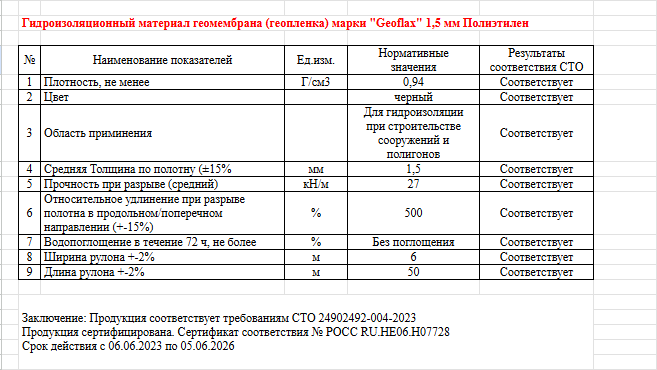 Гидроизоляционный материал геомембрана (геопленка) марки "Geoflax" 1,5 мм Полиэтилен
№ Наименование показателей Ед.изм. Нормативные значения Результаты соответствия СТО
1 Плотность, не менее Г/см3 0,94 Соответствует
2 Цвет черный Соответствует
3 Область приминения Для гидроизоляции при строительстве сооружений и полигонов Соответствует
4 Средняя Толщина по полотну (±15% мм 1,5 Соответствует
5 Прочность при разрыве (средний) кН/м 27 Соответствует
6 Относительное удлинение при разрыве полотна в продольном/поперечном направлении (+-15%) % 500 Соответствует
7 Водопоглощение в течение 72 ч, не более % Без поглощения Соответствует
8 Ширина рулона +-2% м 6 Соответствует
9 Длина рулона +-2% м 50 Соответствует
Заключение: Продукция соответствует требованиям СТО 24902492-004-2023
Продукция сертифицирована. Сертификат соответствия № РОСС RU.НЕ06.Н07728
Срок действия с 06.06.2023 по 05.06.2026